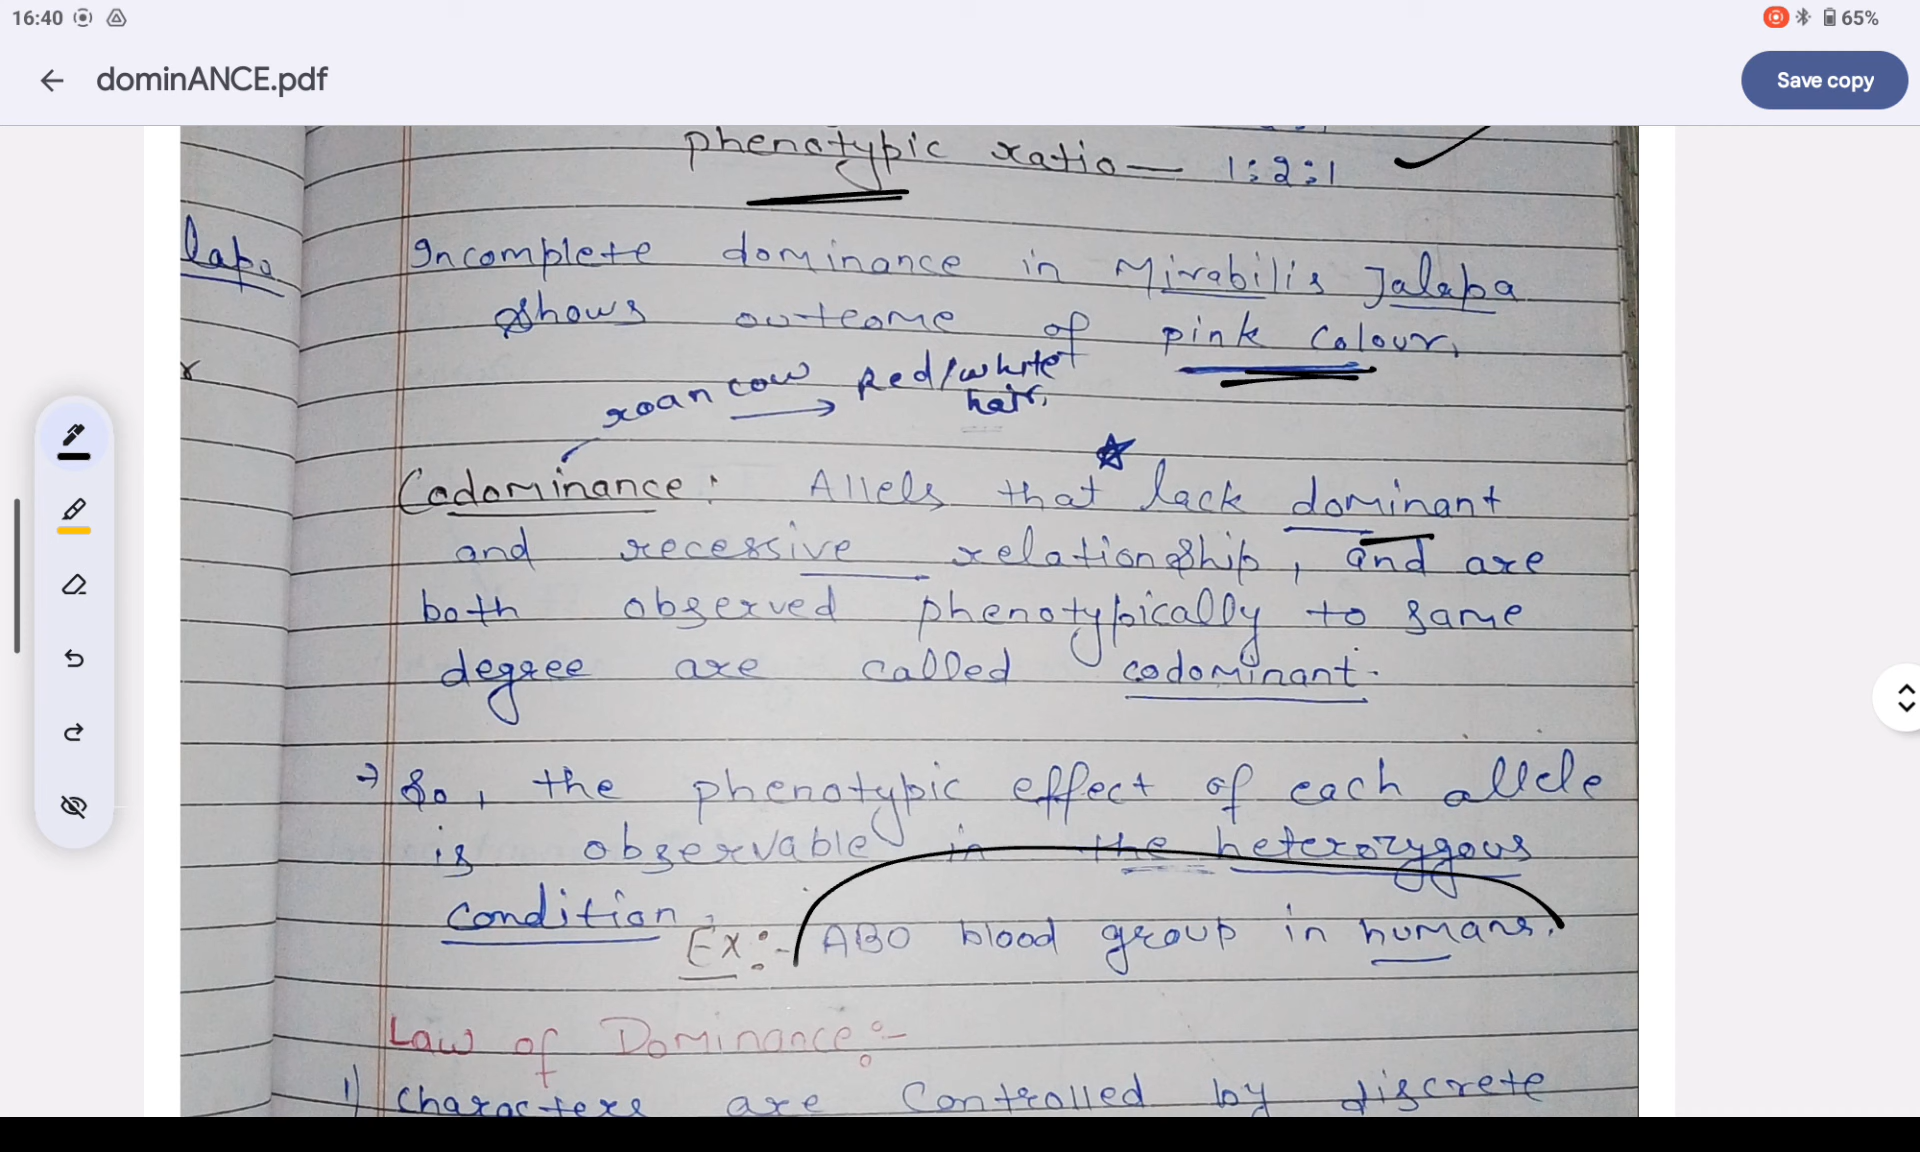 16:40
65%
dominANCE.pdf
Save copy
phenotypic ratio— 1:2:1
lapa
Incomplete dominance in Mirabilis Jalapa
shows outcome of pink Colour,
roan cow → Red/white
hair,
Codominance: Allels that lack dominant
and recessive relationship, and are
both observed phenotypically to same
degree are called codominant.
→ So, the phenotypic effect of each allele
is observable in the heterozygous
condition,
Ex:- ABO blood group in humans.
Law of Dominance:-
1) characters are Controlled by discrete